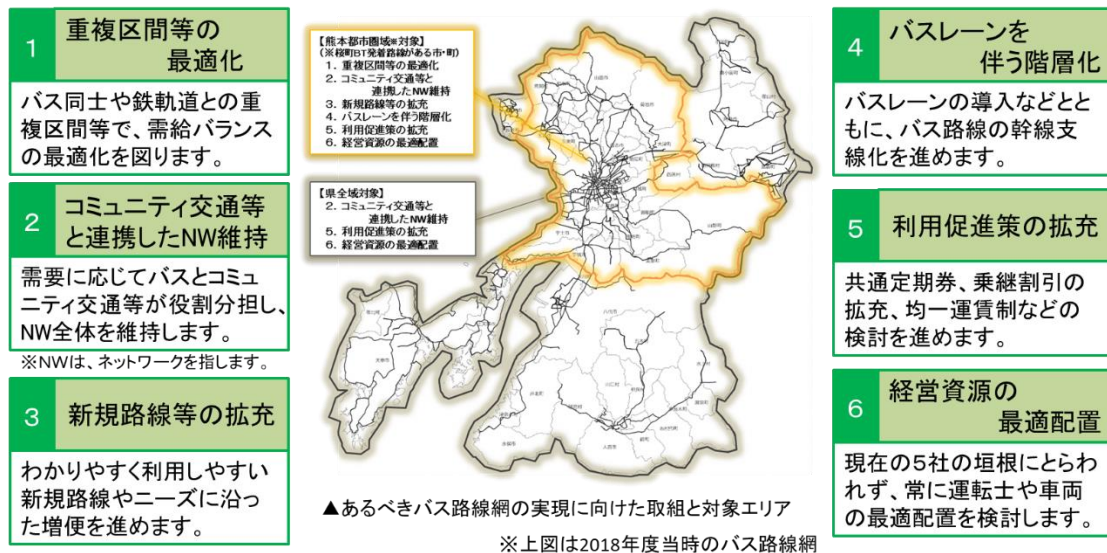 1
重複区間等の
最適化
バス同士や鉄軌道との重
複区間等で、需給バランス
の最適化を図ります。
2
コミュニティ交通等
と連携したNW維持
需要に応じてバスとコミュ
ニティ交通等が役割分担し、
NW全体を維持します。
※NWは、ネットワークを指します。
3
新規路線等の拡充
わかりやすく利用しやすい
新規路線やニーズに沿っ
た増便を進めます。
【熊本都市圏域※対象】
(※桜町BT発着路線がある市・町)
1. 重複区間等の最適化
2. コミュニティ交通等と
連携したNW維持
3. 新規路線等の拡充
4. バスレーンを伴う階層化
5. 利用促進策の拡充
6. 経営資源の最適配置
【県全域対象】
2. コミュニティ交通等と
連携したNW維持
5. 利用促進策の拡充
6. 経営資源の最適配置
▲あるべきバス路線網の実現に向けた取組と対象エリア
※上図は2018年度当時のバス路線網
4
バスレーンを
伴う階層化
バスレーンの導入などとと
もに、バス路線の幹線支
線化を進めます。
5
利用促進策の拡充
共通定期券、乗継割引の
拡充、均一運賃制などの
検討を進めます。
6
経営資源の
最適配置
現在の5社の垣根にとらわ
れず、常に運転士や車両
の最適配置を検討します。